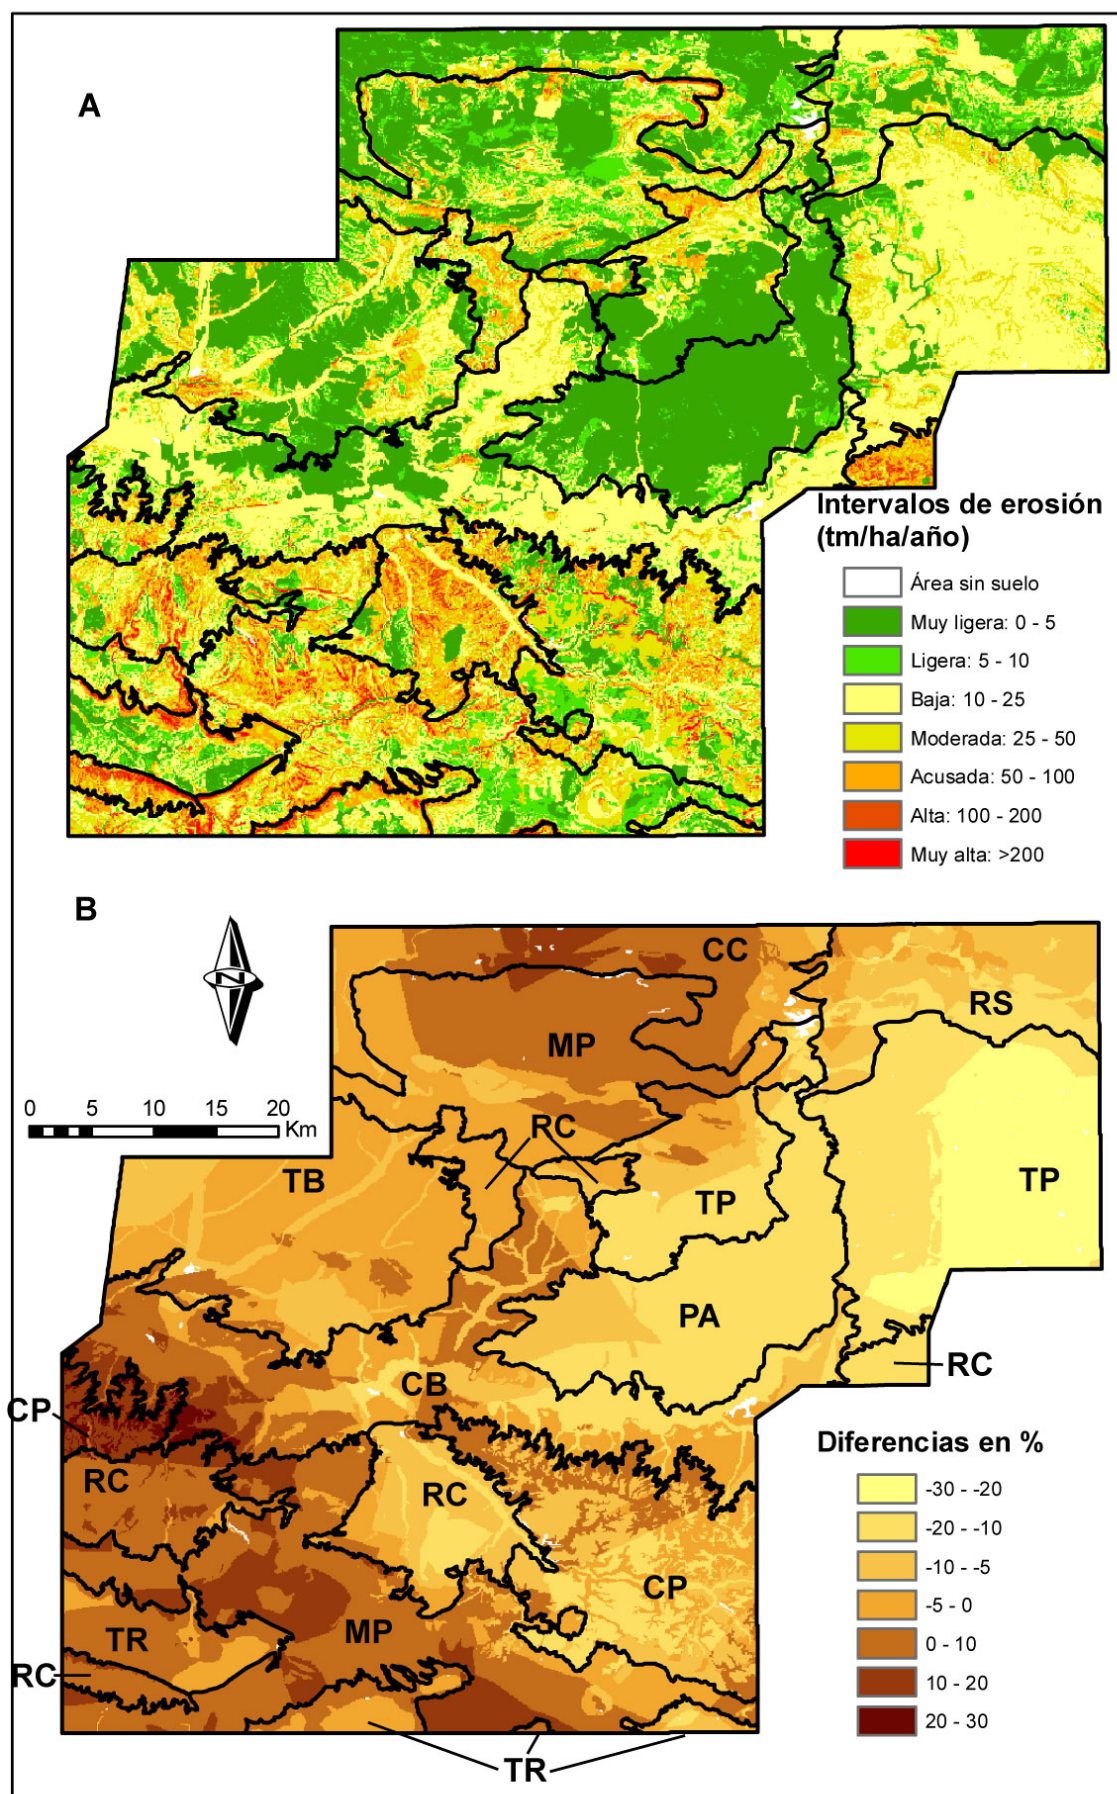 A
Intervalos de erosión
(tm/ha/año)
Área sin suelo
Muy ligera: 0 - 5
Ligera: 5 - 10
Baja: 10 - 25
Moderada: 25 - 50
Acusada: 50 - 100
Alta: 100 - 200
Muy alta: >200
B
N
0 5 10 15 20
Km
CC
RS
MP
RC
TB
TP
TP
PA
RC
CB
CP
RC
RC
CP
TR
MP
RC
TR
Diferencias en %
-30 - -20
-20 - -10
-10 - -5
-5 - 0
0 - 10
10 - 20
20 - 30